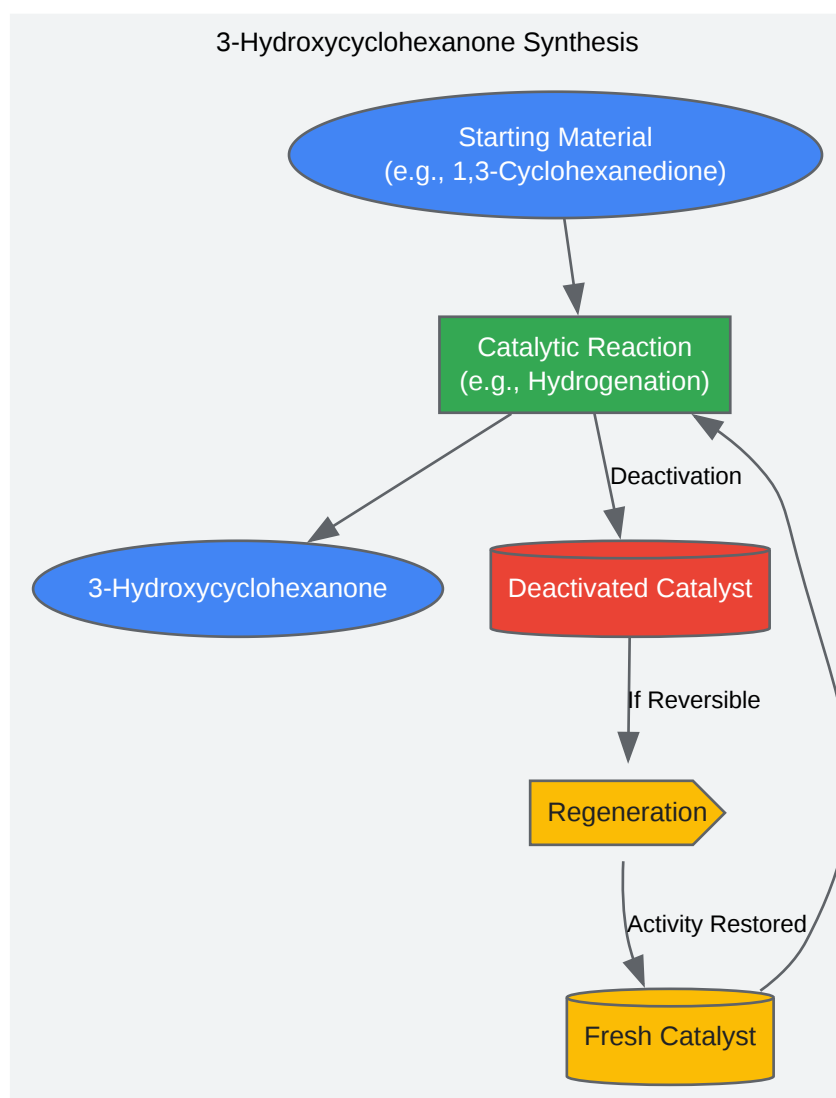 3-Hydroxycyclohexanone Synthesis
Starting Material
(e.g., 1,3-Cyclohexanedione)
Catalytic Reaction
(e.g., Hydrogenation)
Deactivation
3-Hydroxycyclohexanone
Deactivated Catalyst
If Reversible
Regeneration
Activity Restored
Fresh Catalyst